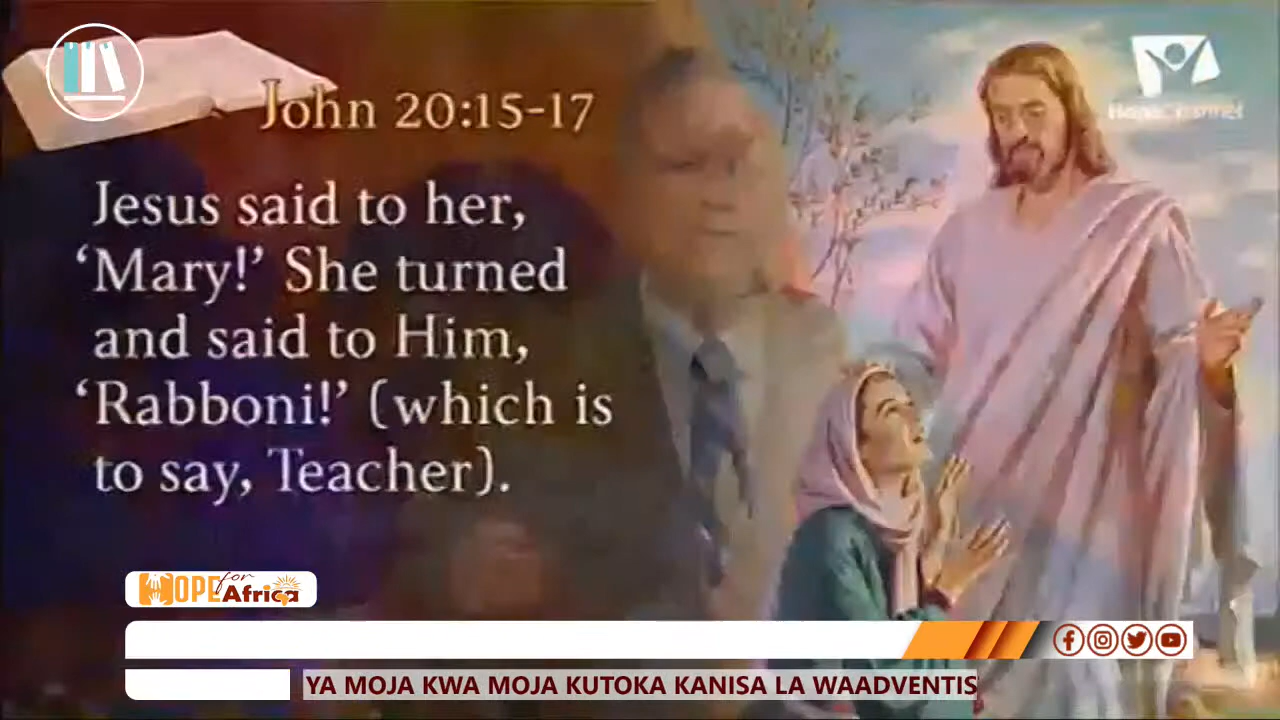 John 20:15-17
HopeChannel
Jesus said to her,
‘Mary!’ She turned
and said to Him,
‘Rabboni!’ (which is
to say, Teacher).
HOPE for Africa
YA MOJA KWA MOJA KUTOKA KANISA LA WAADVENTIS